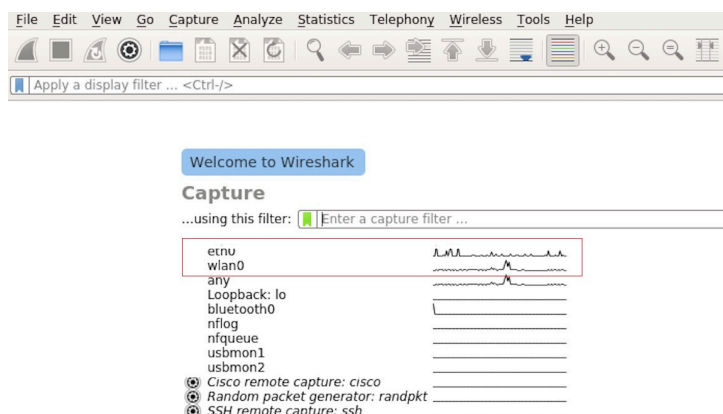 File Edit View Go Capture Analyze Statistics Telephony Wireless Tools Help
Apply a display filter ... <Ctrl-/>
Welcome to Wireshark
Capture
...using this filter: Enter a capture filter ...
eth0
wlan0
any
Loopback: lo
bluetooth0
nflog
nfqueue
usbmon1
usbmon2
Cisco remote capture: cisco
Random packet generator: randpkt
SSH remote capture: ssh